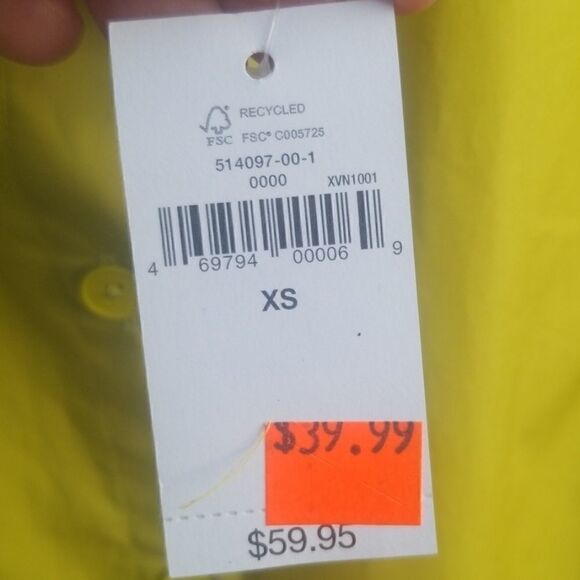 RECYCLED
FSC FSC® C005725
514097-00-1
0000 XVN1001
4 69794 00006 9
XS
$39.99
$59.95